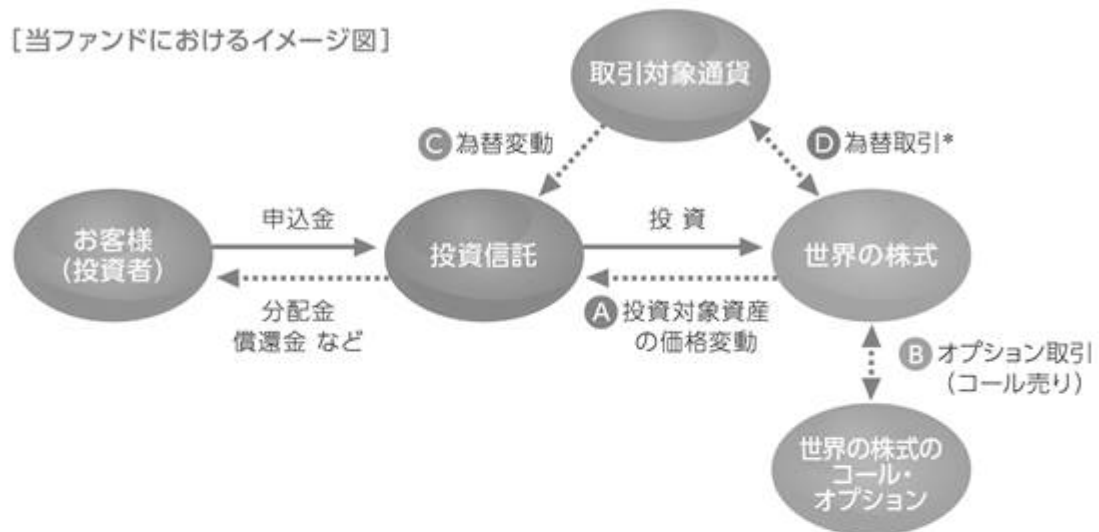 [当ファンドにおけるイメージ図]
取引対象通貨
C 為替変動
D 為替取引*
お客様
(投資者)
申込金
投資信託
投 資
世界の株式
分配金
償還金 など
A 投資対象資産
の価格変動
B オプション取引
(コール売り)
世界の株式の
コール・
オプション